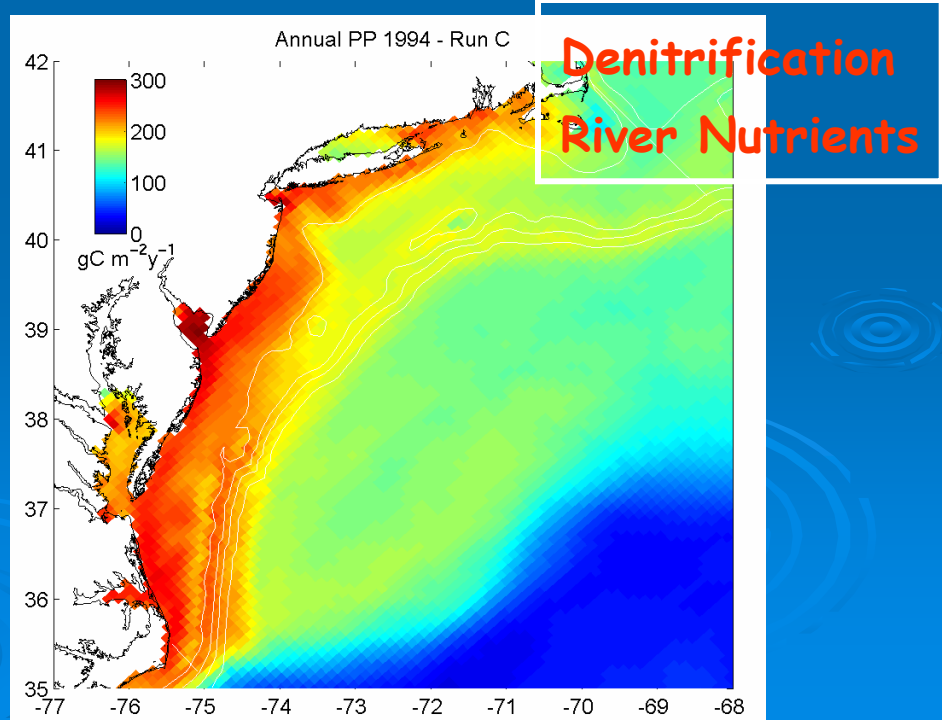 Annual PP 1994 - Run C
Denitrification
River Nutrients
42
41
40
39
38
37
36
35
300
200
100
0
gC m⁻²y⁻¹
-77 -76 -75 -74 -73 -72 -71 -70 -69 -68